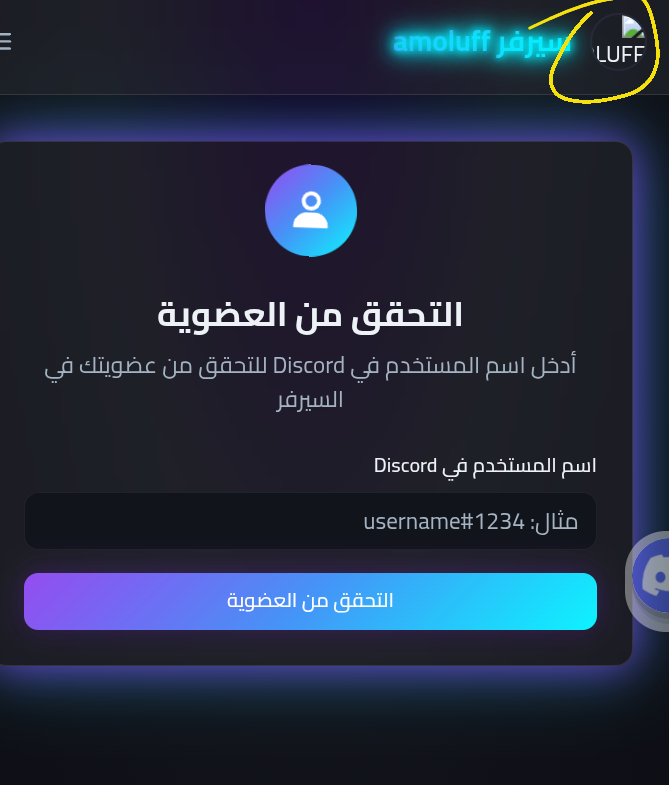 سيرفر amoluff
LUFF
التحقق من العضوية
أدخل اسم المستخدم في Discord للتحقق من عضويتك في
السيرفر
اسم المستخدم في Discord
مثال: username#1234
التحقق من العضوية